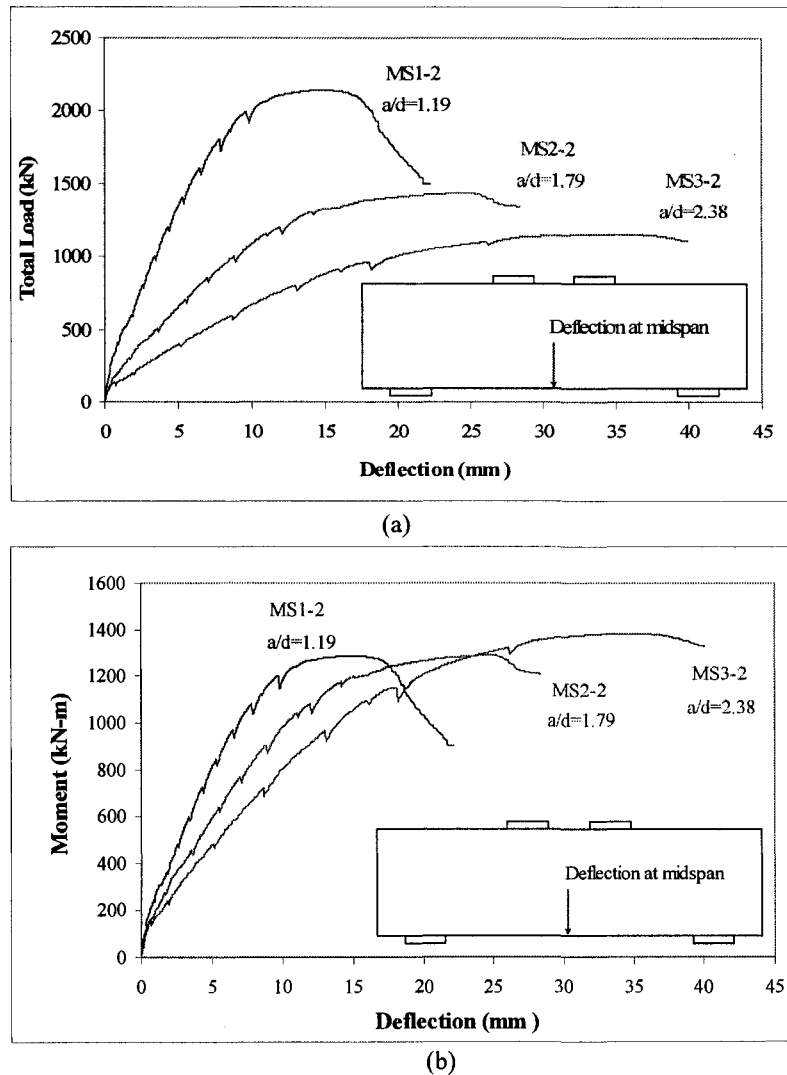 2500
2000
1500
1000
500
0
Total Load (kN)
MS1-2
a/d=1.19
MS2-2
a/d=1.79
MS3-2
a/d=2.38
Deflection at midspan
0 5 10 15 20 25 30 35 40 45
Deflection (mm )
(a)
1600
1400
1200
1000
800
600
400
200
0
Moment (kN-m)
MS1-2
a/d=1.19
MS2-2
a/d=1.79
MS3-2
a/d=2.38
Deflection at midspan
0 5 10 15 20 25 30 35 40 45
Deflection (mm )
(b)